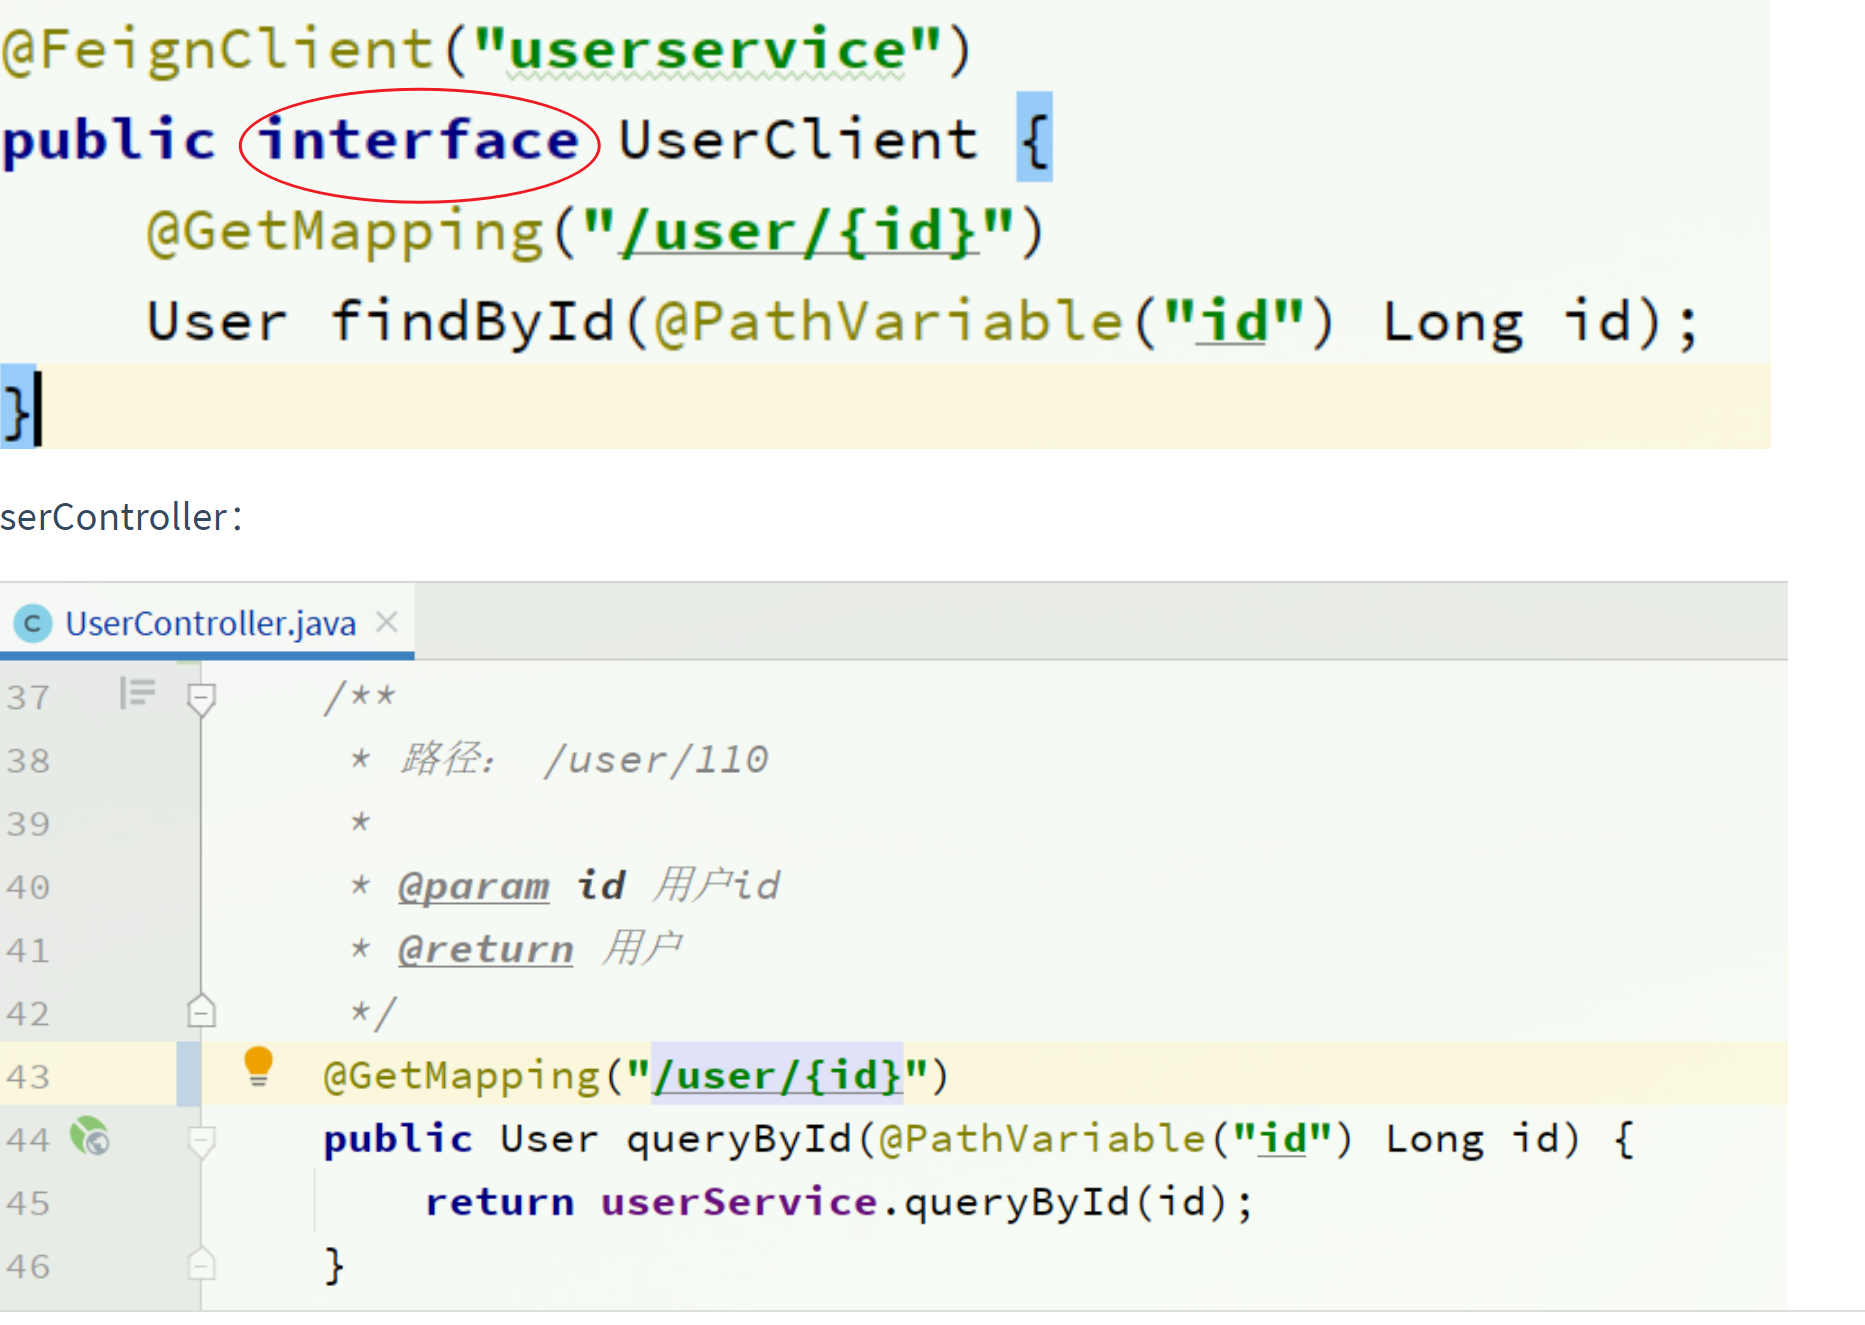 @FeignClient("userservice")
public interface UserClient {
@GetMapping("/user/{id}")
User findById(@PathVariable("id") Long id);
}
serController：
C UserController.java ×
37 /**
38 * 路径： /user/110
39 *
40 * @param id 用户id
41 * @return 用户
42 */
43 @GetMapping("/user/{id}")
44 public User queryById(@PathVariable("id") Long id) {
45 return userService.queryById(id);
46 }